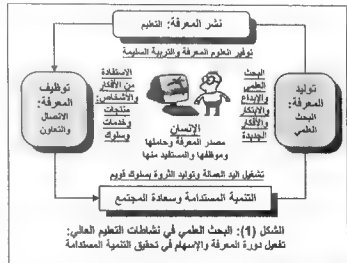 نشر المعرفة: التعليم
توفير العلوم المعرفة والتربية السليمة
توليد
المعرفة:
البحث
العلمي
البحث
العلمي
والإبداع
والابتكار
والأفكار
الجديدة
الإنسان
مصدر المعرفة وحاملها
وموظفها والمستفيد منها
الاستفادة
من الأفكار
والأشخاص:
منتجات
وخدمات
وسلوك
توظيف
المعرفة:
الاتصال
والتعاون
تشغيل اليد العمالة وتوليد الثروة بسلوك قويم
التنمية المستدامة وسعادة المجتمع
الشكل (1): البحث العلمي في نشاطات التعليم العالي:
تفعيل دورة المعرفة والإسهام في تحقيق التنمية المستدامة